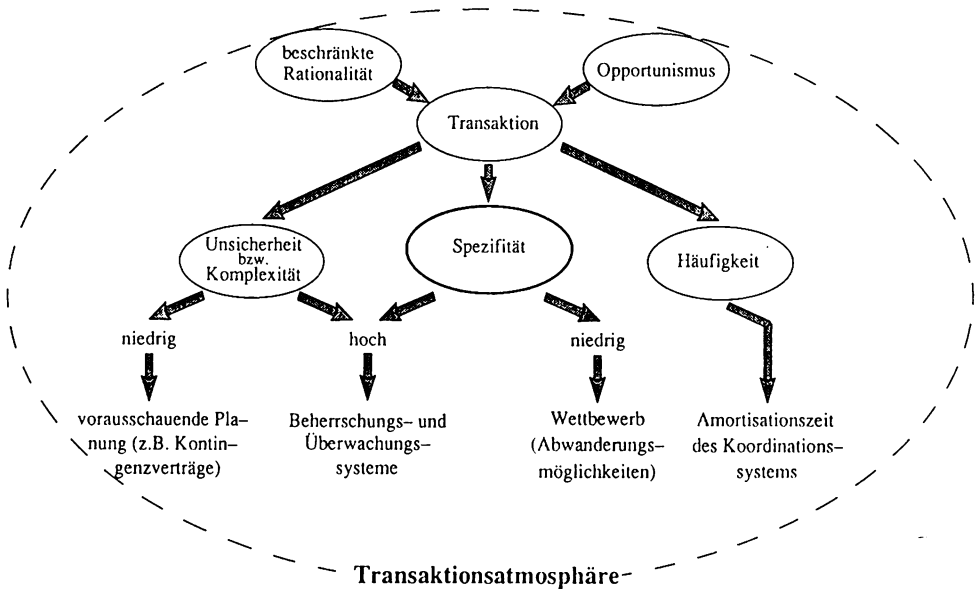 beschränkte
Rationalität
Opportunismus
Transaktion
Unsicherheit
bzw.
Komplexität
Spezifität
Häufigkeit
niedrig
hoch
niedrig
vorausschauende Pla–
nung (z.B. Kontin–
genzverträge)
Beherrschungs– und
Überwachungs–
systeme
Wettbewerb
(Abwanderungs–
möglichkeiten)
Amortisationszeit
des Koordinations–
systems
Transaktionsatmosphäre